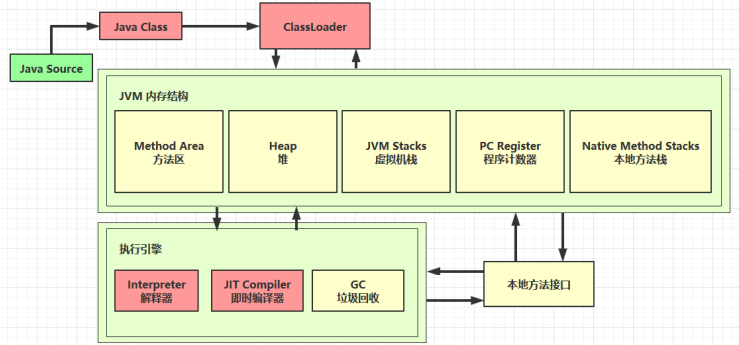 Java Class
ClassLoader
Java Source
JVM 内存结构
Method Area
方法区
Heap
堆
JVM Stacks
虚拟机栈
PC Register
程序计数器
Native Method Stacks
本地方法栈
执行引擎
Interpreter
解释器
JIT Compiler
即时编译器
GC
垃圾回收
本地方法接口